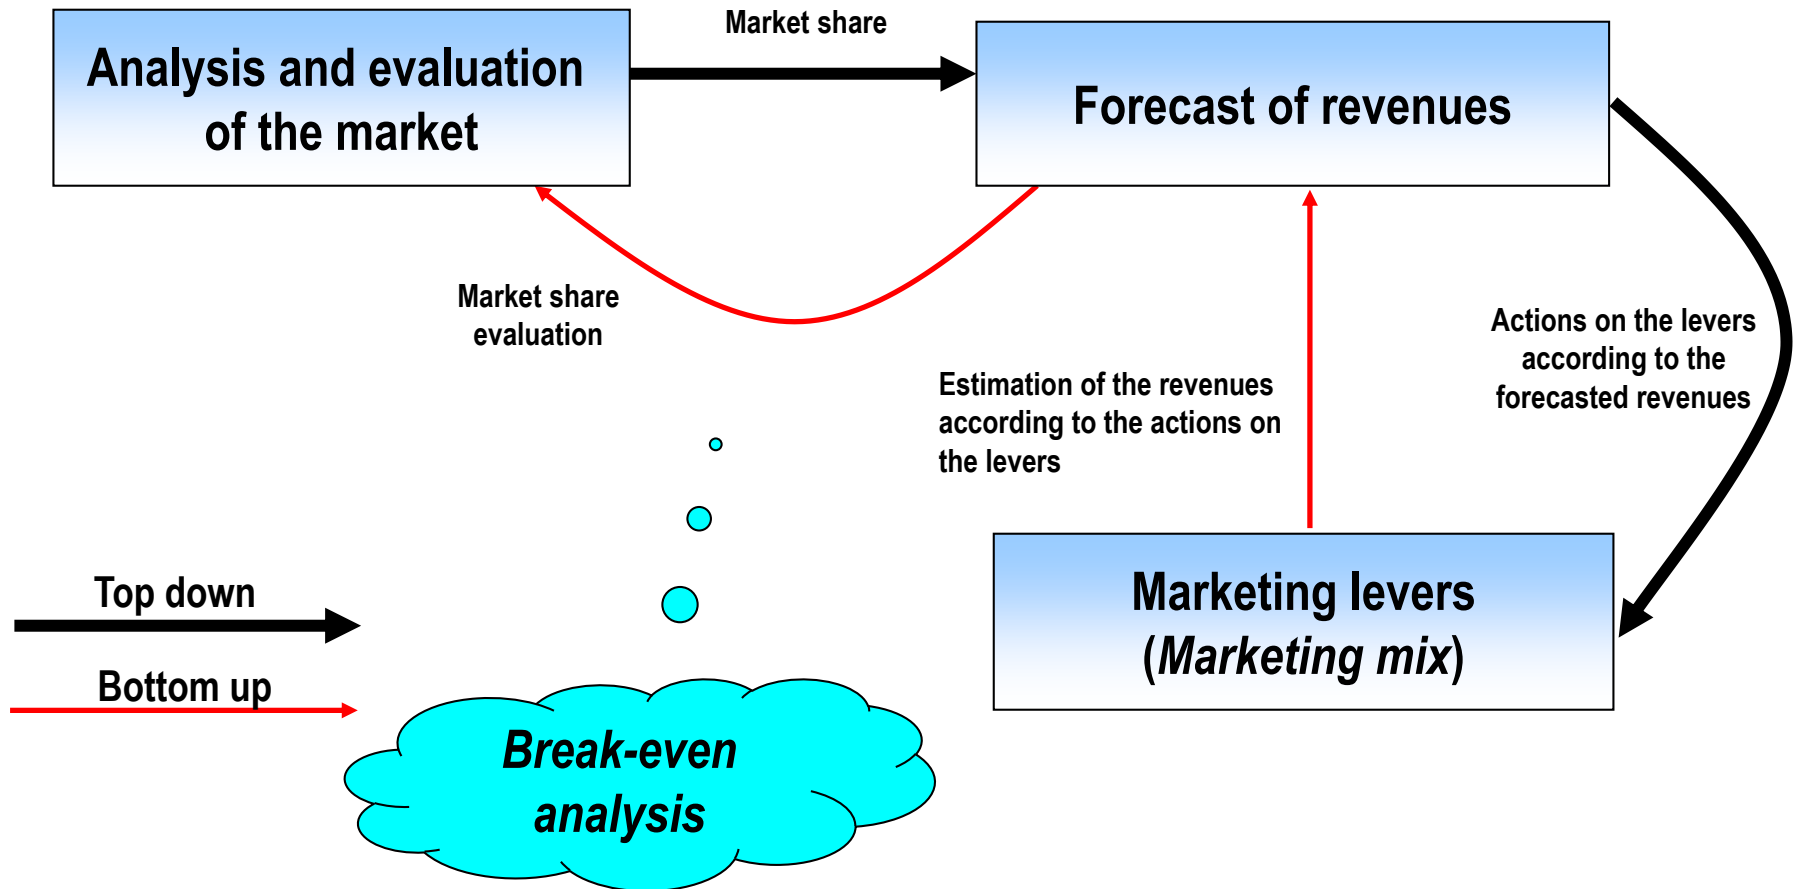 Market share
Analysis and evaluation
of the market
Forecast of revenues
Market share
evaluation
Actions on the levers
according to the
forecasted revenues
Estimation of the revenues
according to the actions on
the levers
Top down
Bottom up
Marketing levers
(Marketing mix)
Break-even
analysis